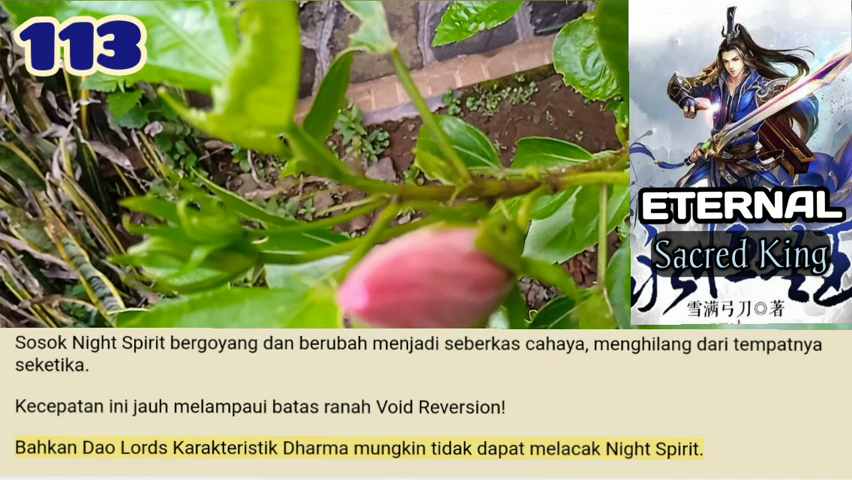 113
ETERNAL
Sacred King
雪满弓刀◎著
Sosok Night Spirit bergoyang dan berubah menjadi seberkas cahaya, menghilang dari tempatnya
seketika.
Kecepatan ini jauh melampaui batas ranah Void Reversion!
Bahkan Dao Lords Karakteristik Dharma mungkin tidak dapat melacak Night Spirit.